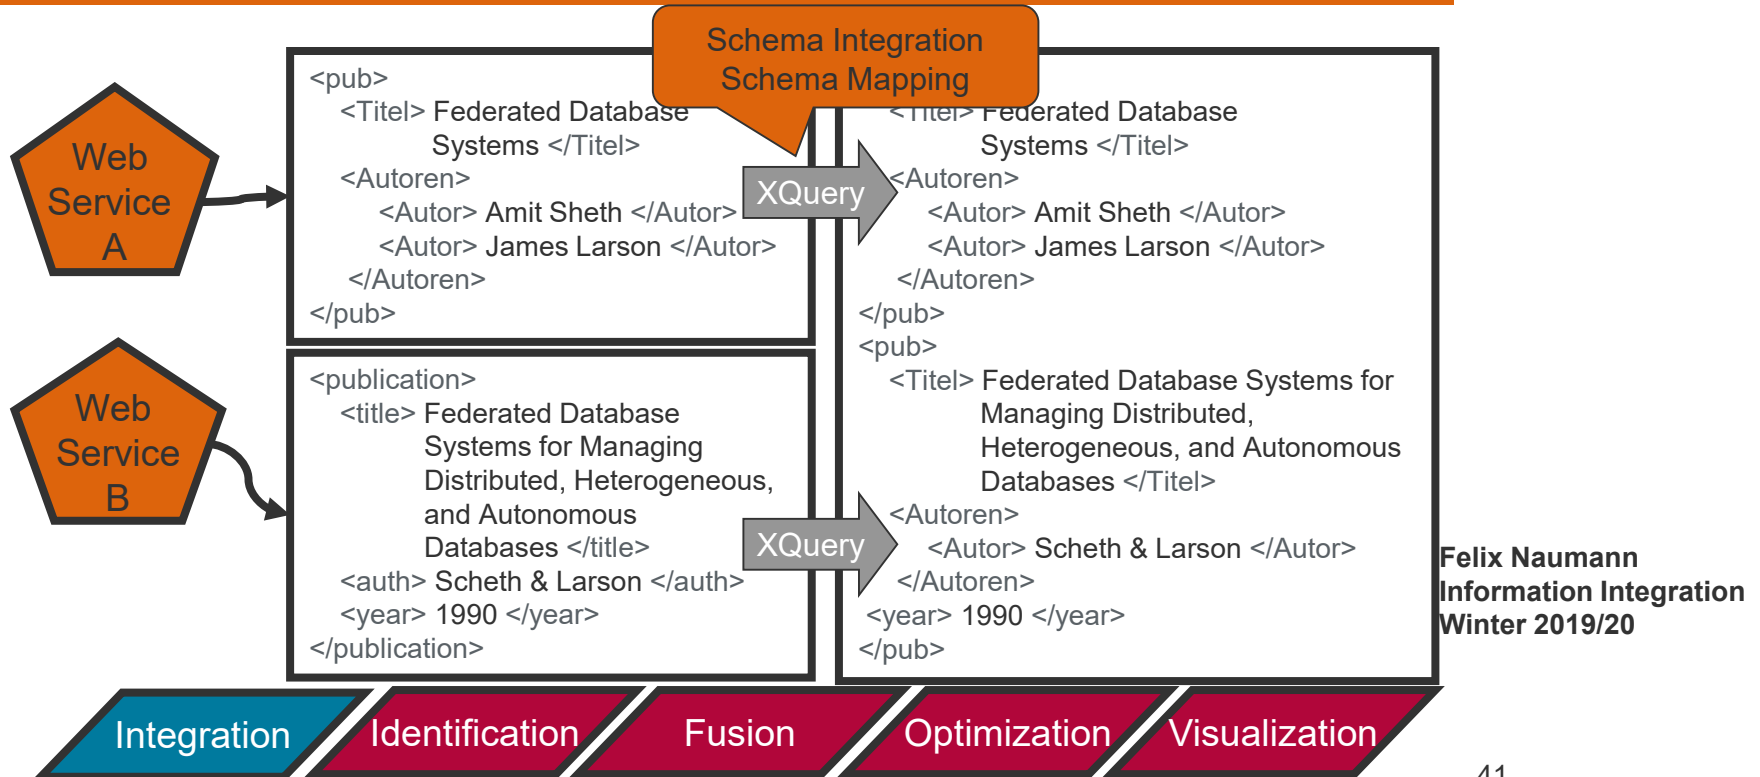 Schema Integration
Schema Mapping
Web
Service
A
<pub>
<Titel> Federated Database
Systems </Titel>
<Autoren>
<Autor> Amit Sheth </Autor>
<Autor> James Larson </Autor>
</Autoren>
</pub>
XQuery
<Titel> Federated Database
Systems </Titel>
<Autoren>
<Autor> Amit Sheth </Autor>
<Autor> James Larson </Autor>
</Autoren>
</pub>
<pub>
<Titel> Federated Database Systems for
Managing Distributed,
Heterogeneous, and Autonomous
Databases </Titel>
<Autoren>
<Autor> Scheth & Larson </Autor>
</Autoren>
<year> 1990 </year>
</pub>
Web
Service
B
<publication>
<title> Federated Database
Systems for Managing
Distributed, Heterogeneous,
and Autonomous
Databases </title>
<auth> Scheth & Larson </auth>
<year> 1990 </year>
</publication>
XQuery
Felix Naumann
Information Integration
Winter 2019/20
Integration
Identification
Fusion
Optimization
Visualization
41